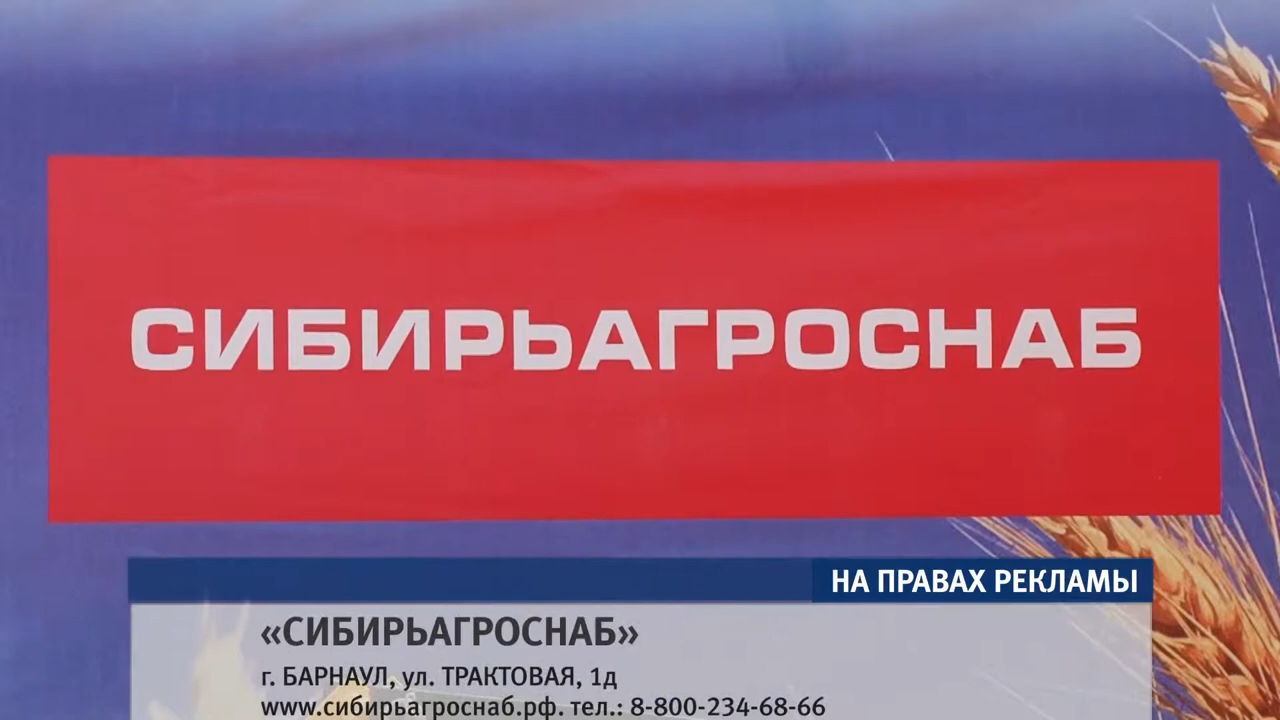 СИБИРЬАГРОСНАБ
НА ПРАВАХ РЕКЛАМЫ
«СИБИРЬАГРОСНАБ»
г. БАРНАУЛ, ул. ТРАКТОВАЯ, 1д
www.сибирьагроснаб.рф. тел.: 8-800-234-68-66